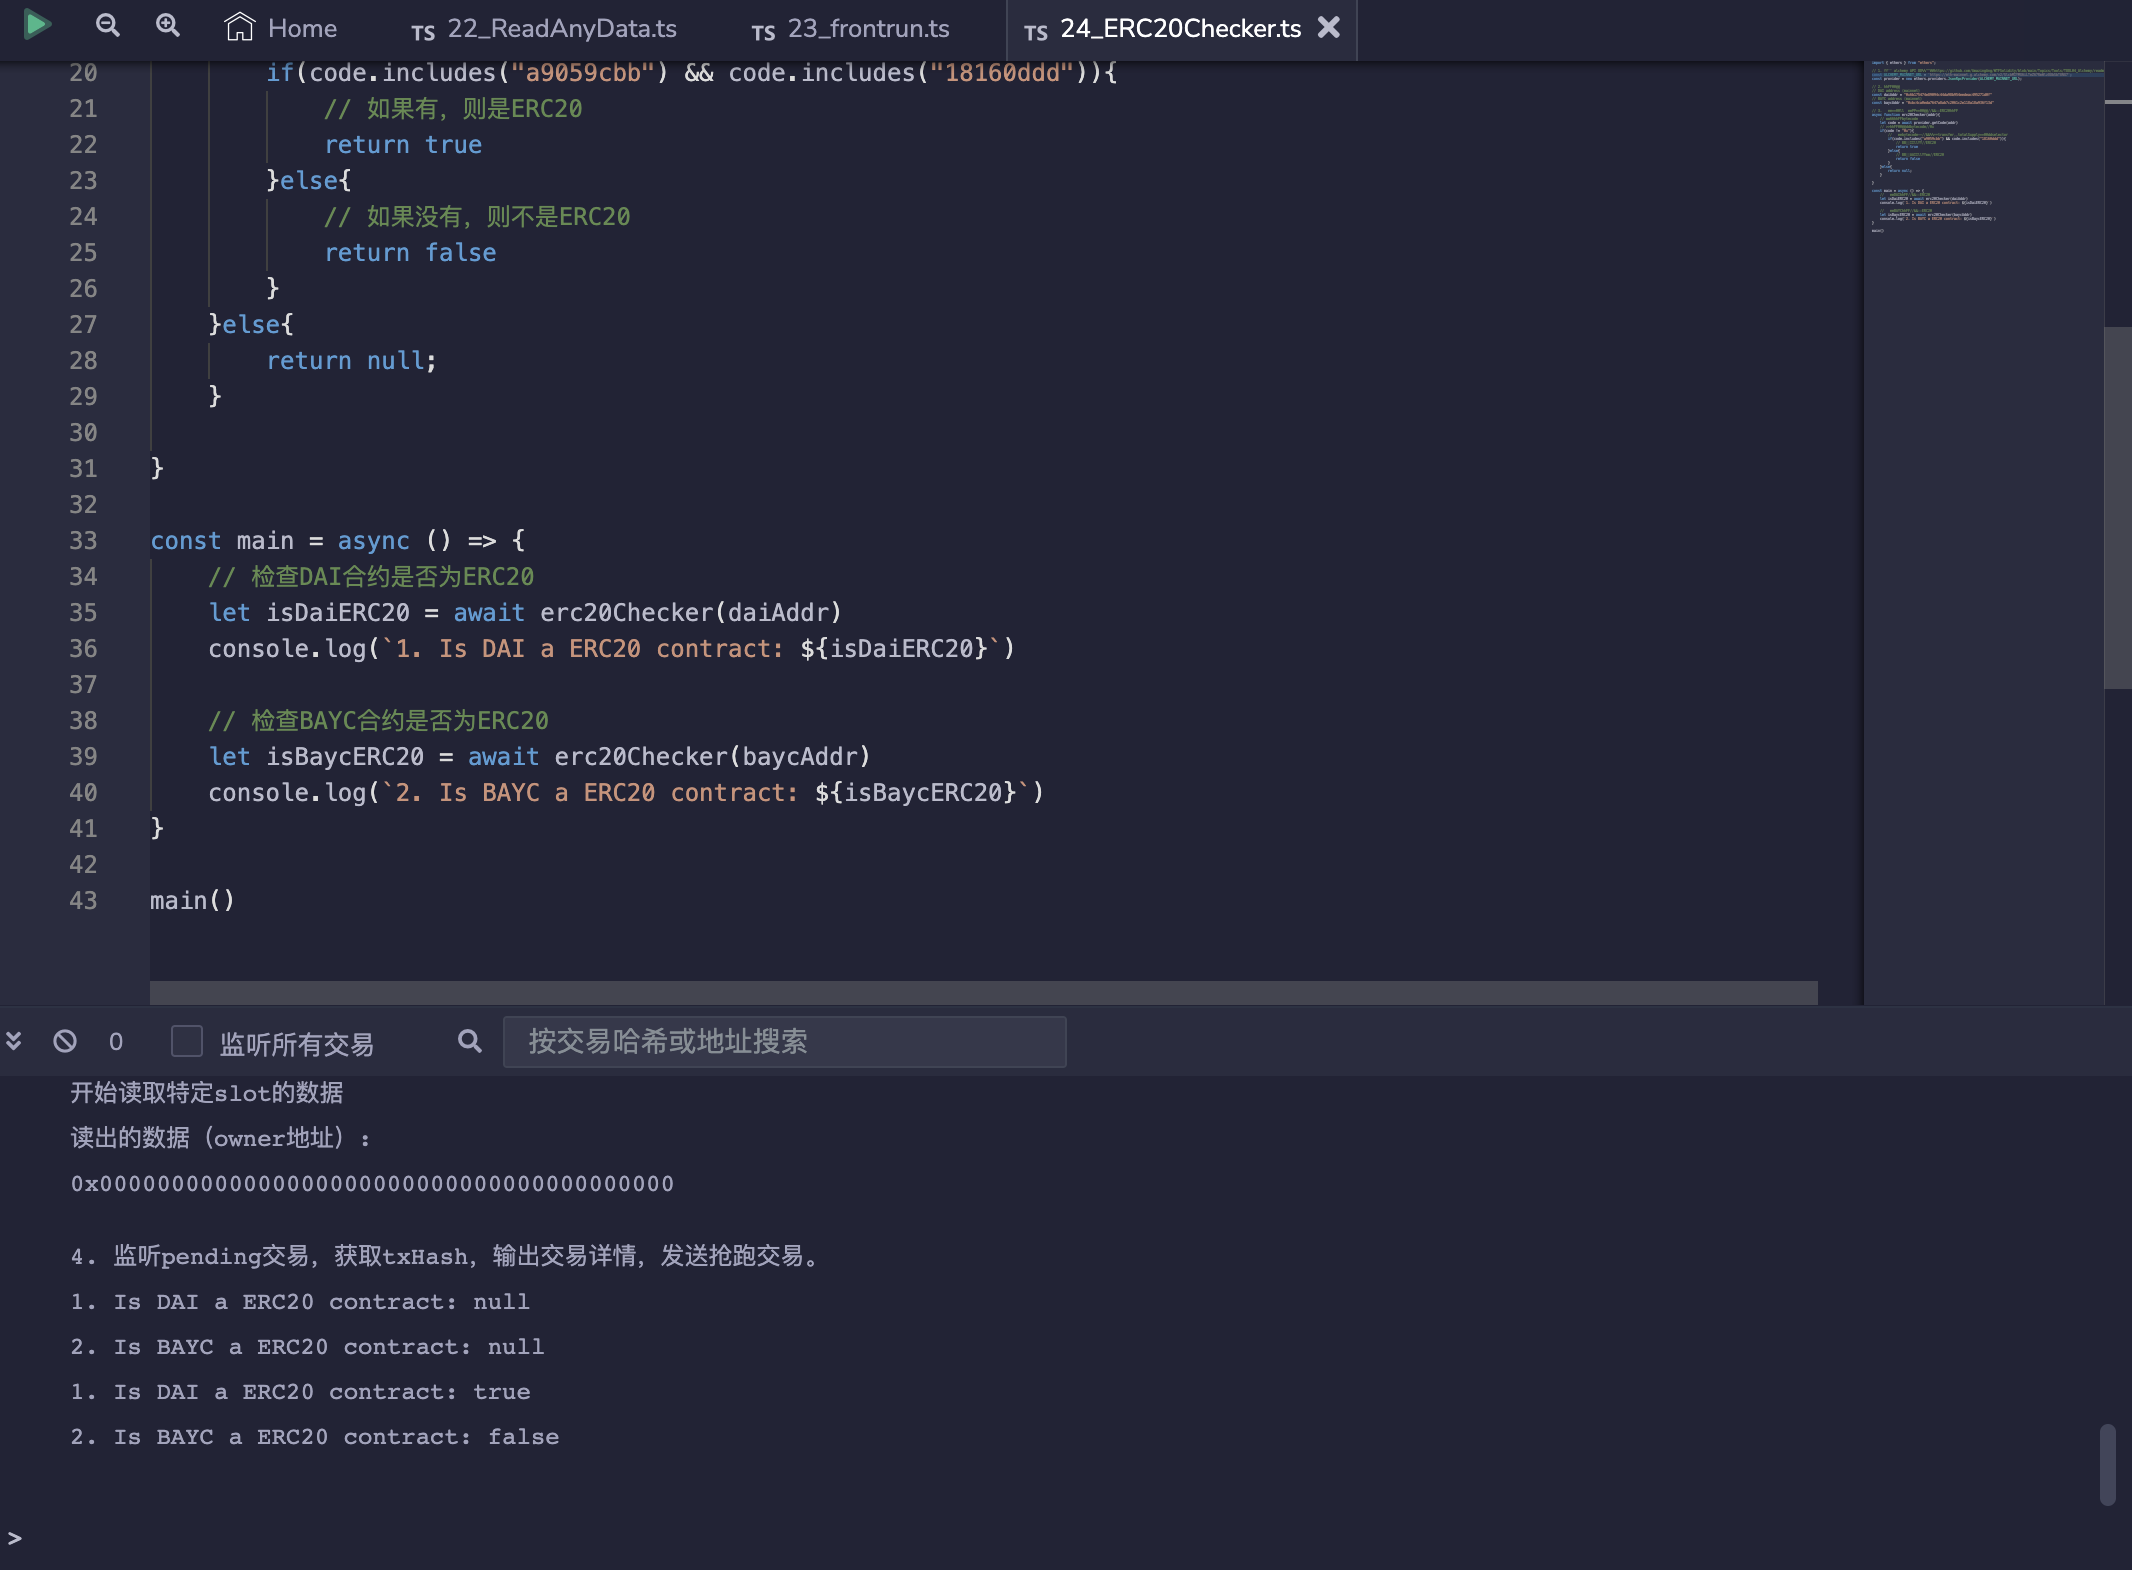 Home
TS 22_ReadAnyData.ts
TS 23_frontrun.ts
TS 24_ERC20Checker.ts
20 if(code.includes("a9059cbb") && code.includes("18160ddd")){
21 // 如果有，则是ERC20
22 return true
23 }else{
24 // 如果没有，则不是ERC20
25 return false
26 }
27 }else{
28 return null;
29 }
30
31 }
32
33 const main = async () => {
34 // 检查DAI合约是否为ERC20
35 let isDaiERC20 = await erc20Checker(daiAddr)
36 console.log(`1. Is DAI a ERC20 contract: ${isDaiERC20}`)
37
38 // 检查BAYC合约是否为ERC20
39 let isBaycERC20 = await erc20Checker(baycAddr)
40 console.log(`2. Is BAYC a ERC20 contract: ${isBaycERC20}`)
41 }
42
43 main()
0 监听所有交易 按交易哈希或地址搜索
开始读取特定slot的数据
读出的数据（owner地址）:
0x0000000000000000000000000000000000000000
4. 监听pending交易，获取txHash，输出交易详情，发送抢跑交易。
1. Is DAI a ERC20 contract: null
2. Is BAYC a ERC20 contract: null
1. Is DAI a ERC20 contract: true
2. Is BAYC a ERC20 contract: false
>